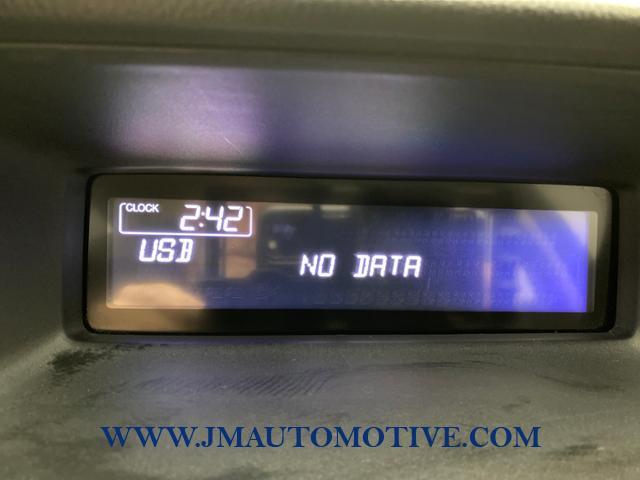 CLOCK 2:42
USB
NO DATA
WWW.JMAUTOMOTIVE.COM